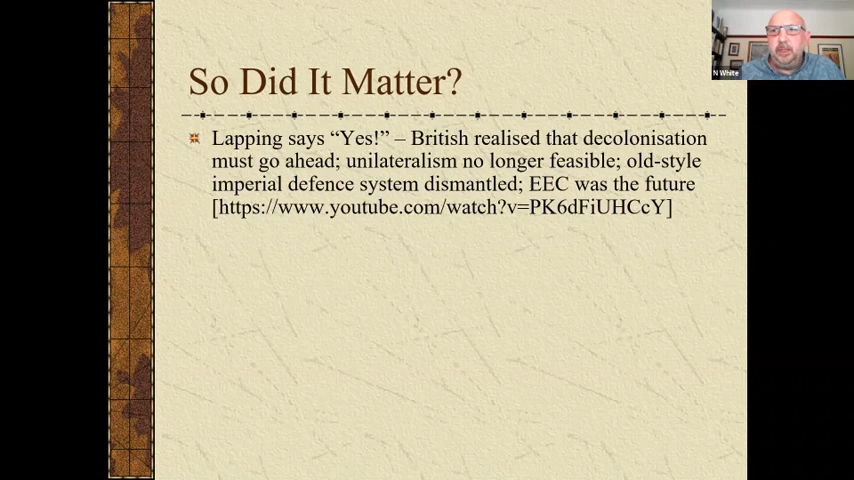 So Did It Matter?
Lapping says “Yes!” – British realised that decolonisation
must go ahead; unilateralism no longer feasible; old-style
imperial defence system dismantled; EEC was the future
[https://www.youtube.com/watch?v=PK6dFiUHCcY]
N White